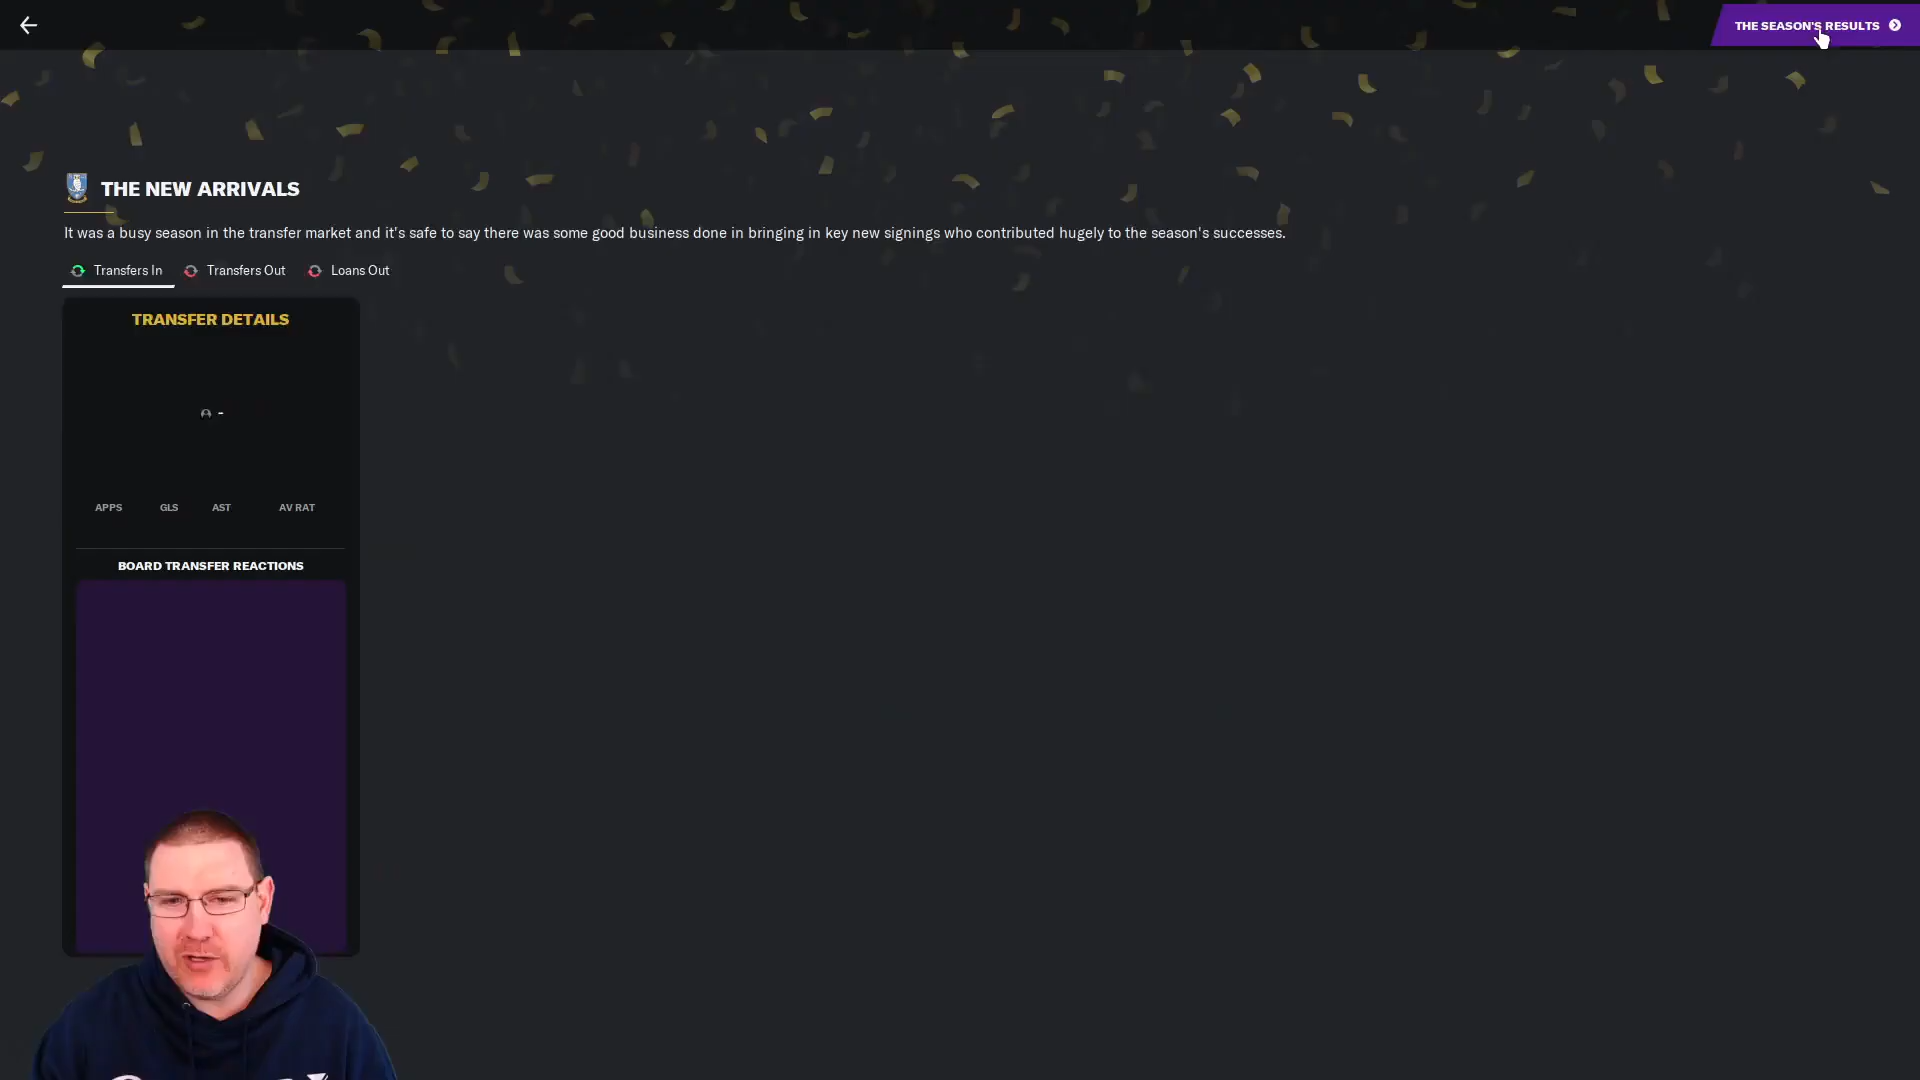 THE SEASON'S RESULTS
THE NEW ARRIVALS
It was a busy season in the transfer market and it's safe to say there was some good business done in bringing in key new signings who contributed hugely to the season's successes.
Transfers In Transfers Out Loans Out
TRANSFER DETAILS
-
APPS GLS AST AV RAT
BOARD TRANSFER REACTIONS